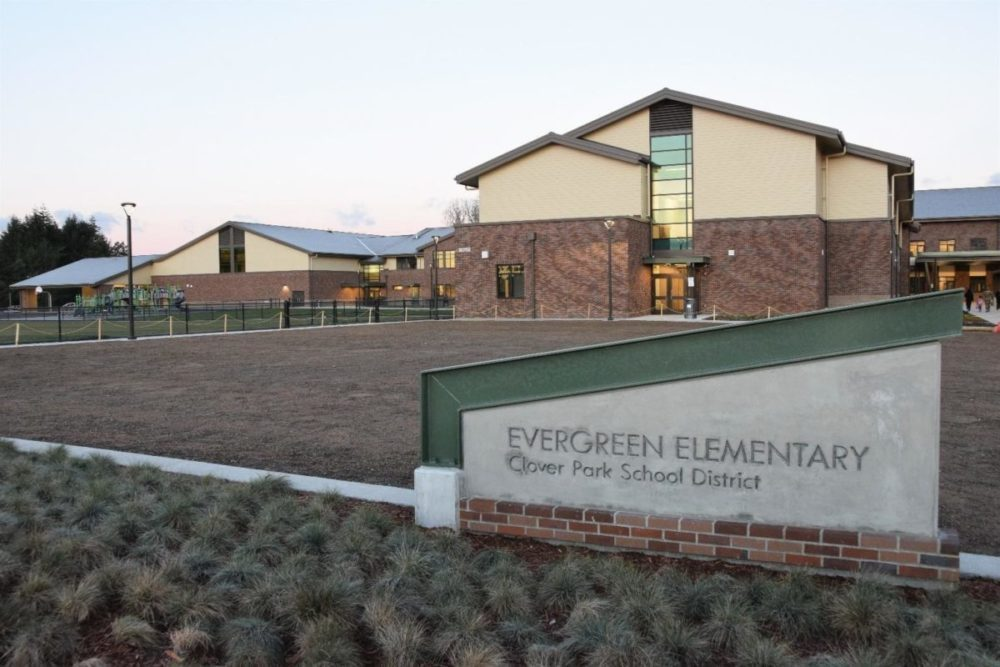 EVERGREEN ELEMENTARY
Clover Park School District